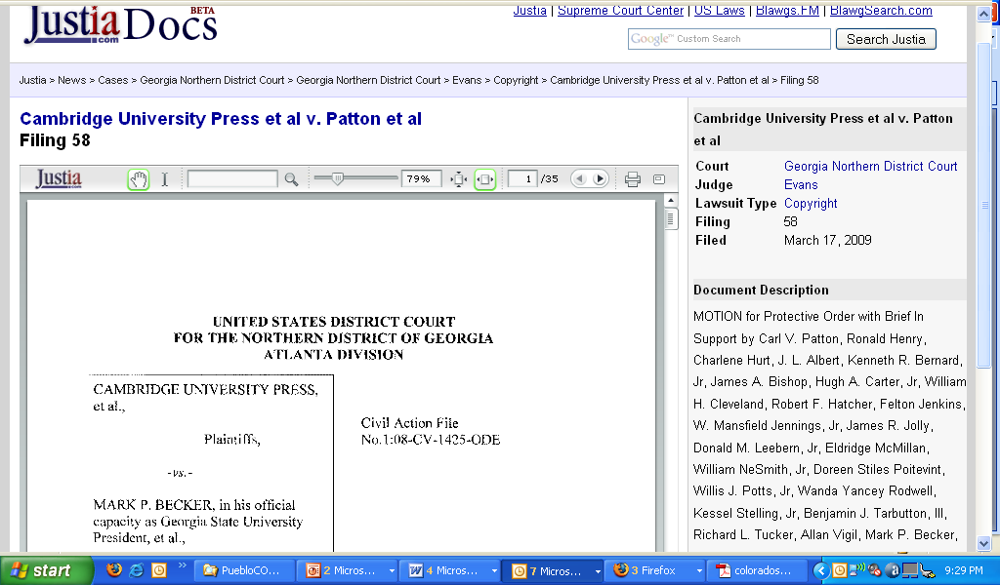 Justia.com Docs BETA
Justia | Supreme Court Center | US Laws | Blawgs.FM | BlawgSearch.com
Google™ Custom Search Search Justia
Justia > News > Cases > Georgia Northern District Court > Georgia Northern District Court > Evans > Copyright > Cambridge University Press et al v. Patton et al > Filing 58
Cambridge University Press et al v. Patton et al
Filing 58
Justia 79% 1 /35
UNITED STATES DISTRICT COURT
FOR THE NORTHERN DISTRICT OF GEORGIA
ATLANTA DIVISION
CAMBRIDGE UNIVERSITY PRESS,
et al.,
Plaintiffs,
-vs.-
MARK P. BECKER, in his official
capacity as Georgia State University
President, et al.,
Civil Action File
No.1:08-CV-1425-ODE
Cambridge University Press et al v. Patton
et al
Court Georgia Northern District Court
Judge Evans
Lawsuit Type Copyright
Filing 58
Filed March 17, 2009
Document Description
MOTION for Protective Order with Brief In
Support by Carl V. Patton, Ronald Henry,
Charlene Hurt, J. L. Albert, Kenneth R. Bernard,
Jr, James A. Bishop, Hugh A. Carter, Jr, William
H. Cleveland, Robert F. Hatcher, Felton Jenkins,
W. Mansfield Jennings, Jr, James R. Jolly,
Donald M. Leebern, Jr, Eldridge McMillan,
William NeSmith, Jr, Doreen Stiles Poitevint,
Willis J. Potts, Jr, Wanda Yancey Rodwell,
Kessel Stelling, Jr, Benjamin J. Tarbutton, III,
Richard L. Tucker, Allan Vigil, Mark P. Becker,
start PuebloCO... 2 Micros... 4 Micros... 7 Micros... 3 Firefox colorados... 9:29 PM